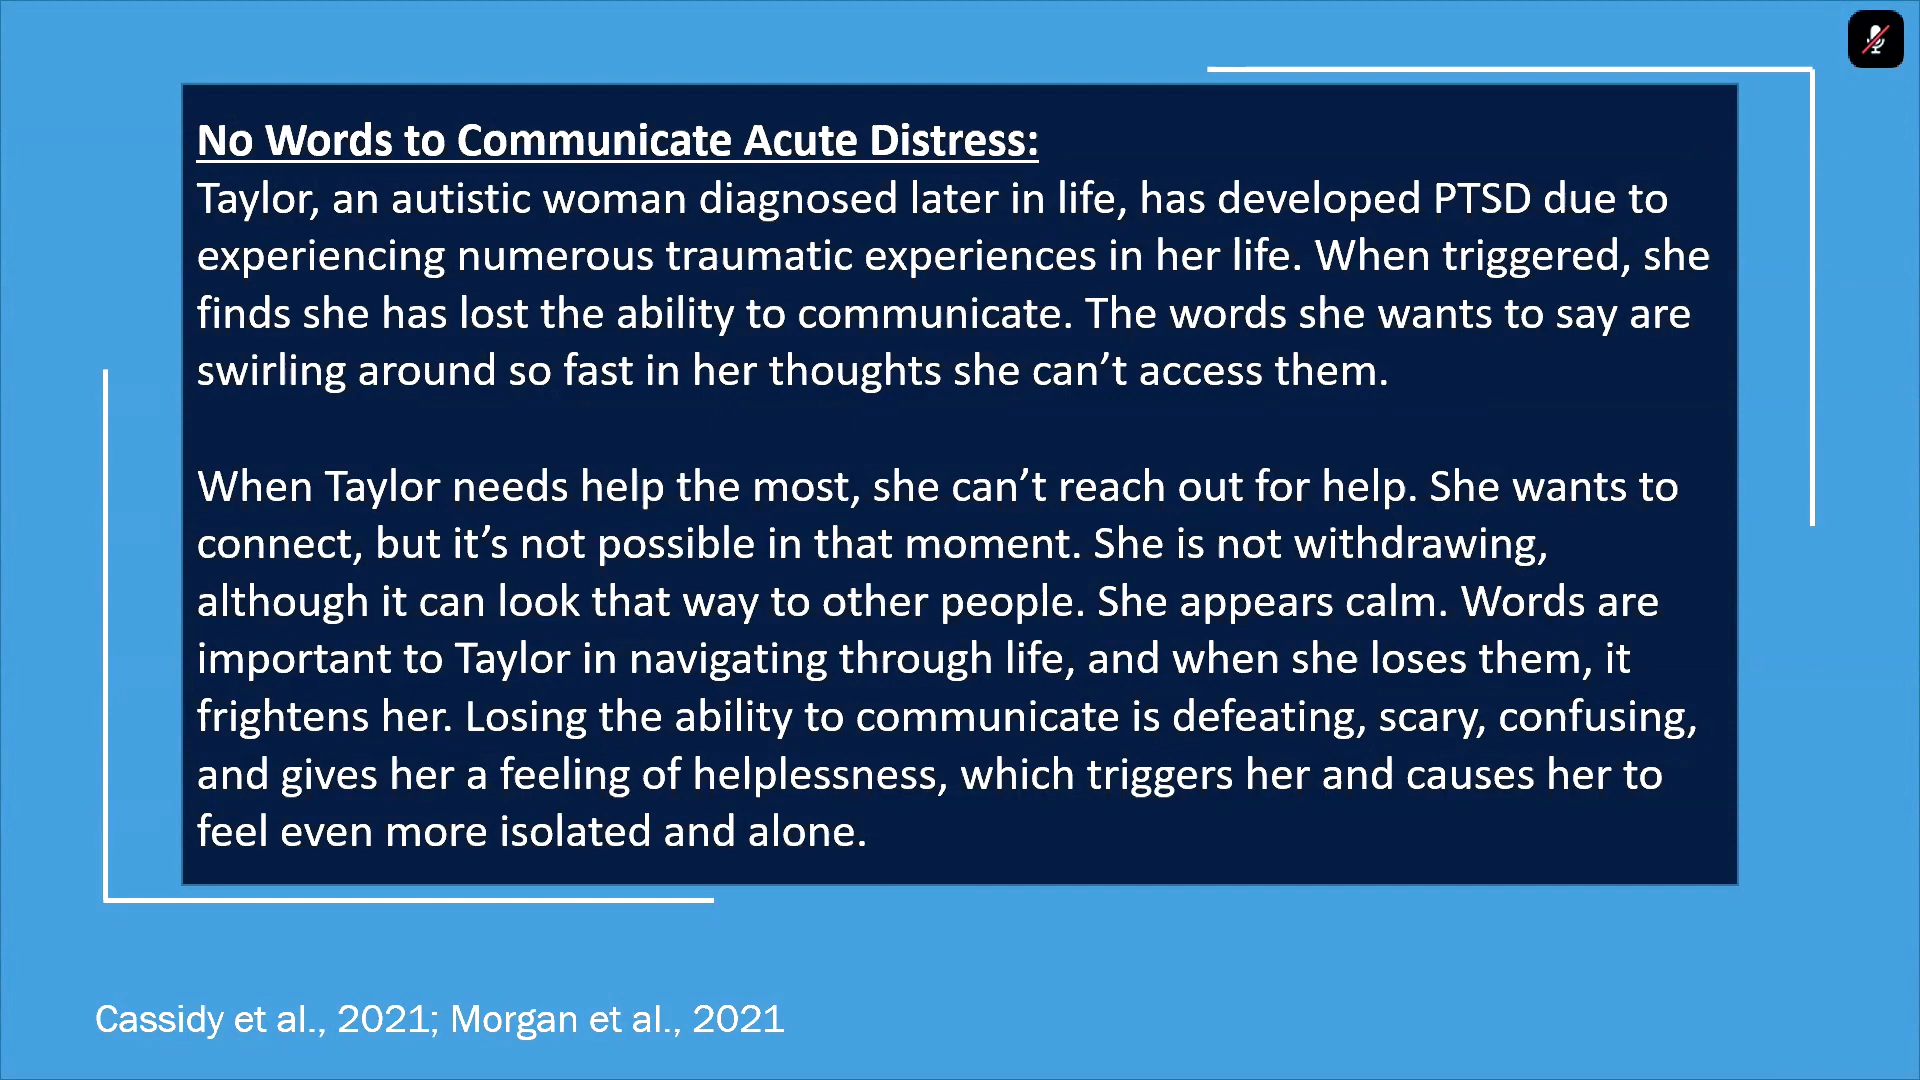 No Words to Communicate Acute Distress:
Taylor, an autistic woman diagnosed later in life, has developed PTSD due to
experiencing numerous traumatic experiences in her life. When triggered, she
finds she has lost the ability to communicate. The words she wants to say are
swirling around so fast in her thoughts she can’t access them.
When Taylor needs help the most, she can’t reach out for help. She wants to
connect, but it’s not possible in that moment. She is not withdrawing,
although it can look that way to other people. She appears calm. Words are
important to Taylor in navigating through life, and when she loses them, it
frightens her. Losing the ability to communicate is defeating, scary, confusing,
and gives her a feeling of helplessness, which triggers her and causes her to
feel even more isolated and alone.
Cassidy et al., 2021; Morgan et al., 2021